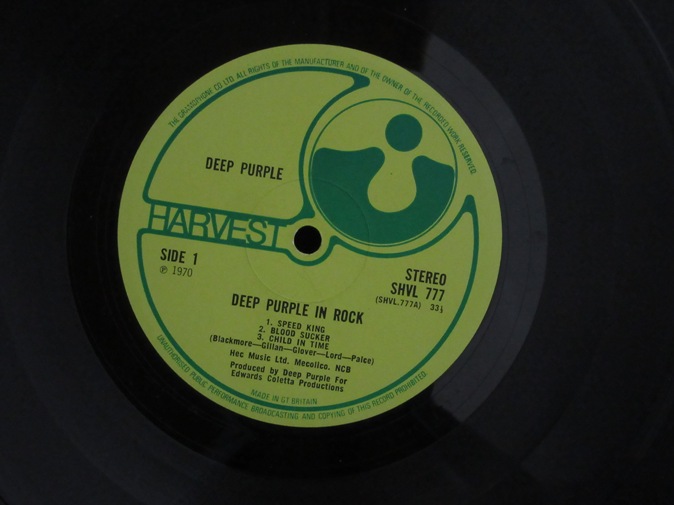 THE GRAMOPHONE CO LTD. ALL RIGHTS OF THE MANUFACTURER AND OF THE OWNER OF THE RECORDED WORK RESERVED.
DEEP PURPLE
HARVEST
SIDE 1
℗ 1970
STEREO
SHVL 777
(SHVL.777A) 33⅓
DEEP PURPLE IN ROCK
1. SPEED KING
2. BLOOD SUCKER
3. CHILD IN TIME
(Blackmore—Gillan—Glover—Lord—Paice)
Hec Music Ltd. Mecolico. NCB
Produced by Deep Purple For
Edwards Coletta Productions
MADE IN GT BRITAIN
UNAUTHORISED PUBLIC PERFORMANCE BROADCASTING AND COPYING OF THIS RECORD PROHIBITED.